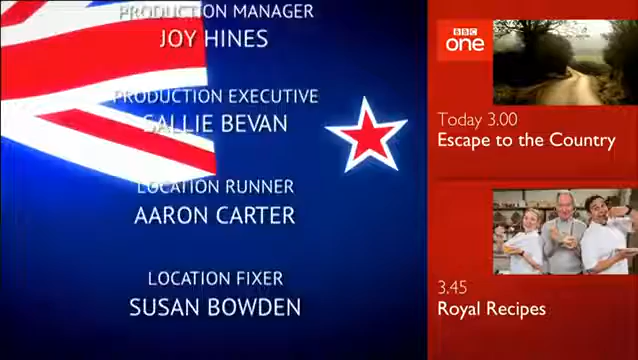 PRODUCTION MANAGER
JOY HINES
PRODUCTION EXECUTIVE
SALLIE BEVAN
LOCATION RUNNER
AARON CARTER
LOCATION FIXER
SUSAN BOWDEN
BBC
one
Today 3.00
Escape to the Country
3.45
Royal Recipes